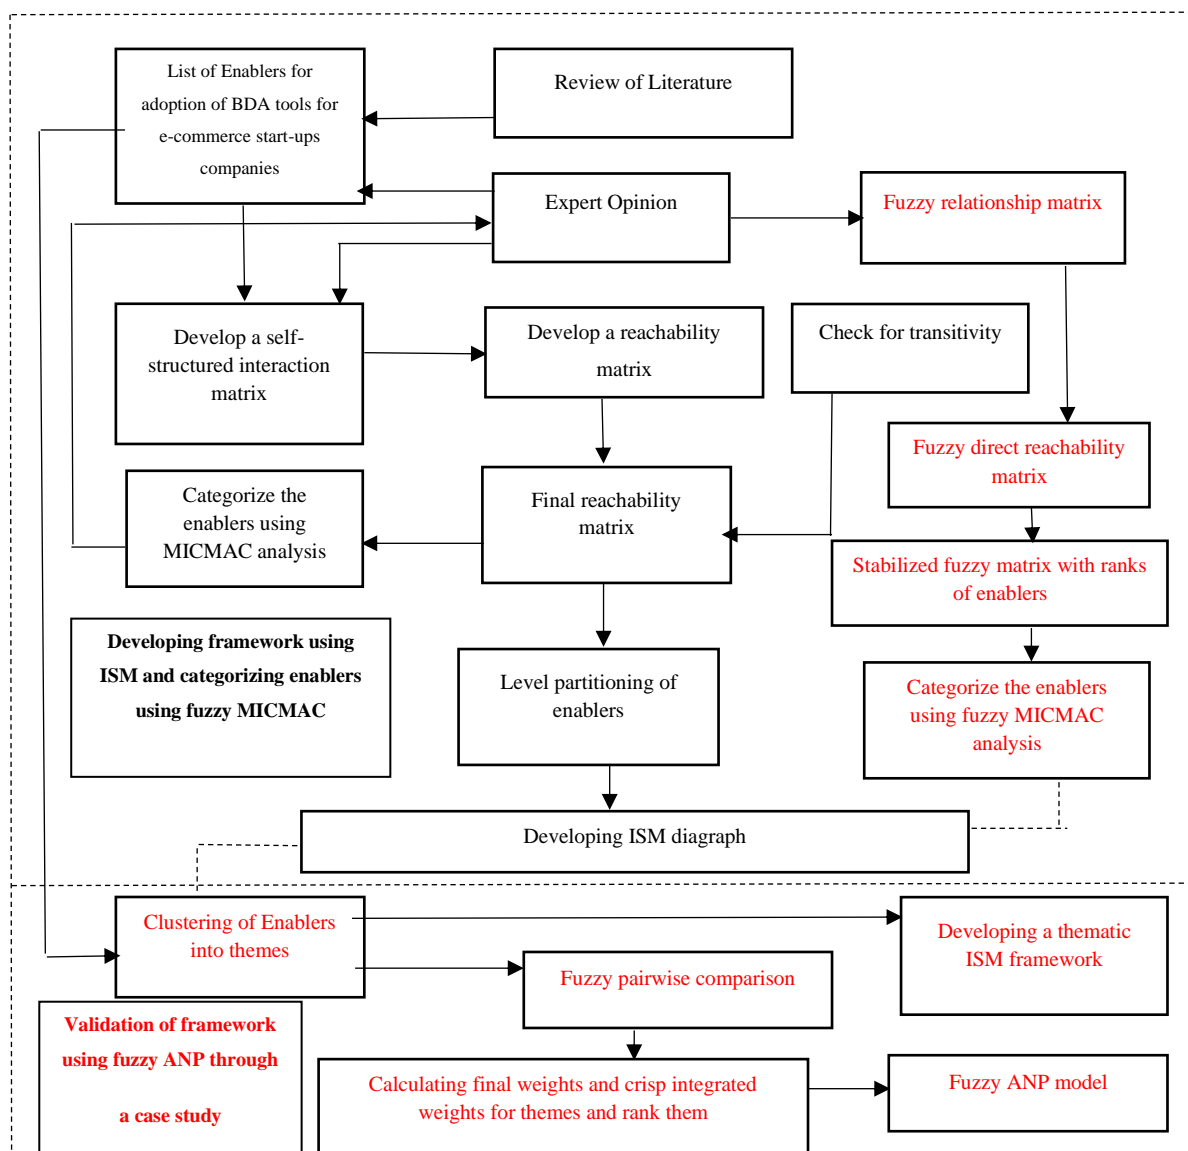 List of Enablers for
adoption of BDA tools for
e-commerce start-ups
companies
Review of Literature
Expert Opinion
Fuzzy relationship matrix
Develop a self-
structured interaction
matrix
Develop a reachability
matrix
Check for transitivity
Fuzzy direct reachability
matrix
Categorize the
enablers using
MICMAC analysis
Final reachability
matrix
Stabilized fuzzy matrix with ranks
of enablers
Developing framework using
ISM and categorizing enablers
using fuzzy MICMAC
Level partitioning of
enablers
Categorize the enablers
using fuzzy MICMAC
analysis
Developing ISM diagraph
Clustering of Enablers
into themes
Developing a thematic
ISM framework
Fuzzy pairwise comparison
Validation of framework
using fuzzy ANP through
a case study
Calculating final weights and crisp integrated
weights for themes and rank them
Fuzzy ANP model